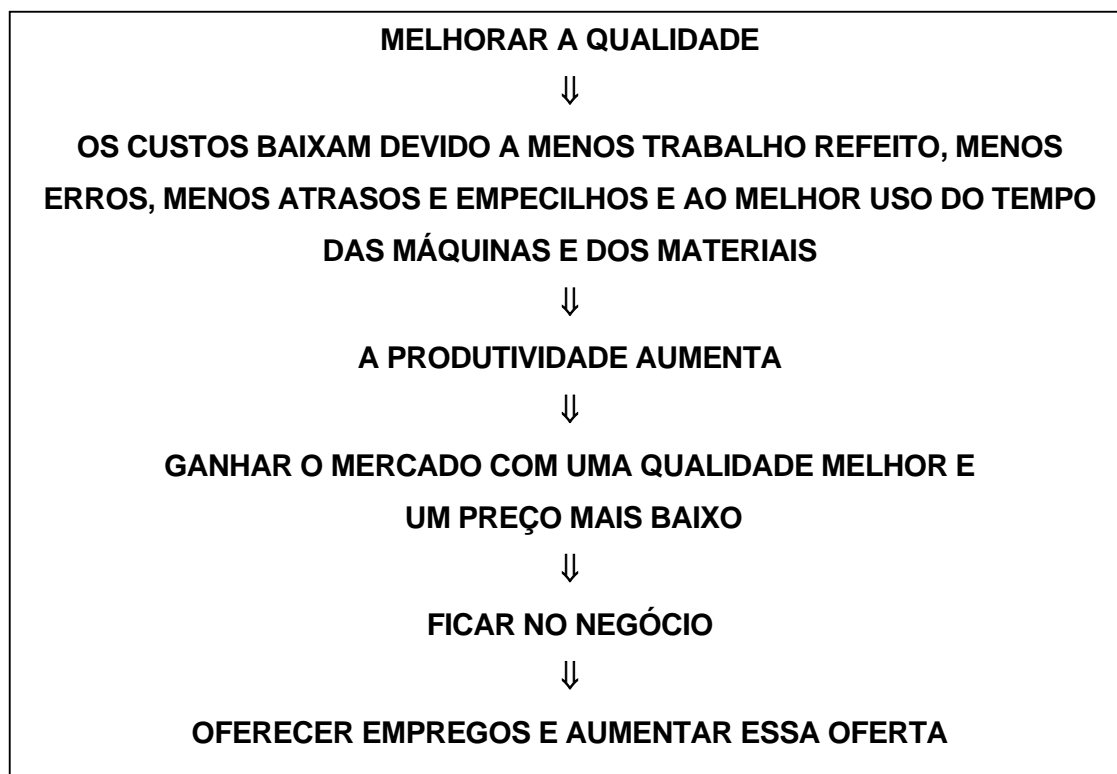 MELHORAR A QUALIDADE
⇓
OS CUSTOS BAIXAM DEVIDO A MENOS TRABALHO REFEITO, MENOS
ERROS, MENOS ATRASOS E EMPECILHOS E AO MELHOR USO DO TEMPO
DAS MÁQUINAS E DOS MATERIAIS
⇓
A PRODUTIVIDADE AUMENTA
⇓
GANHAR O MERCADO COM UMA QUALIDADE MELHOR E
UM PREÇO MAIS BAIXO
⇓
FICAR NO NEGÓCIO
⇓
OFERECER EMPREGOS E AUMENTAR ESSA OFERTA